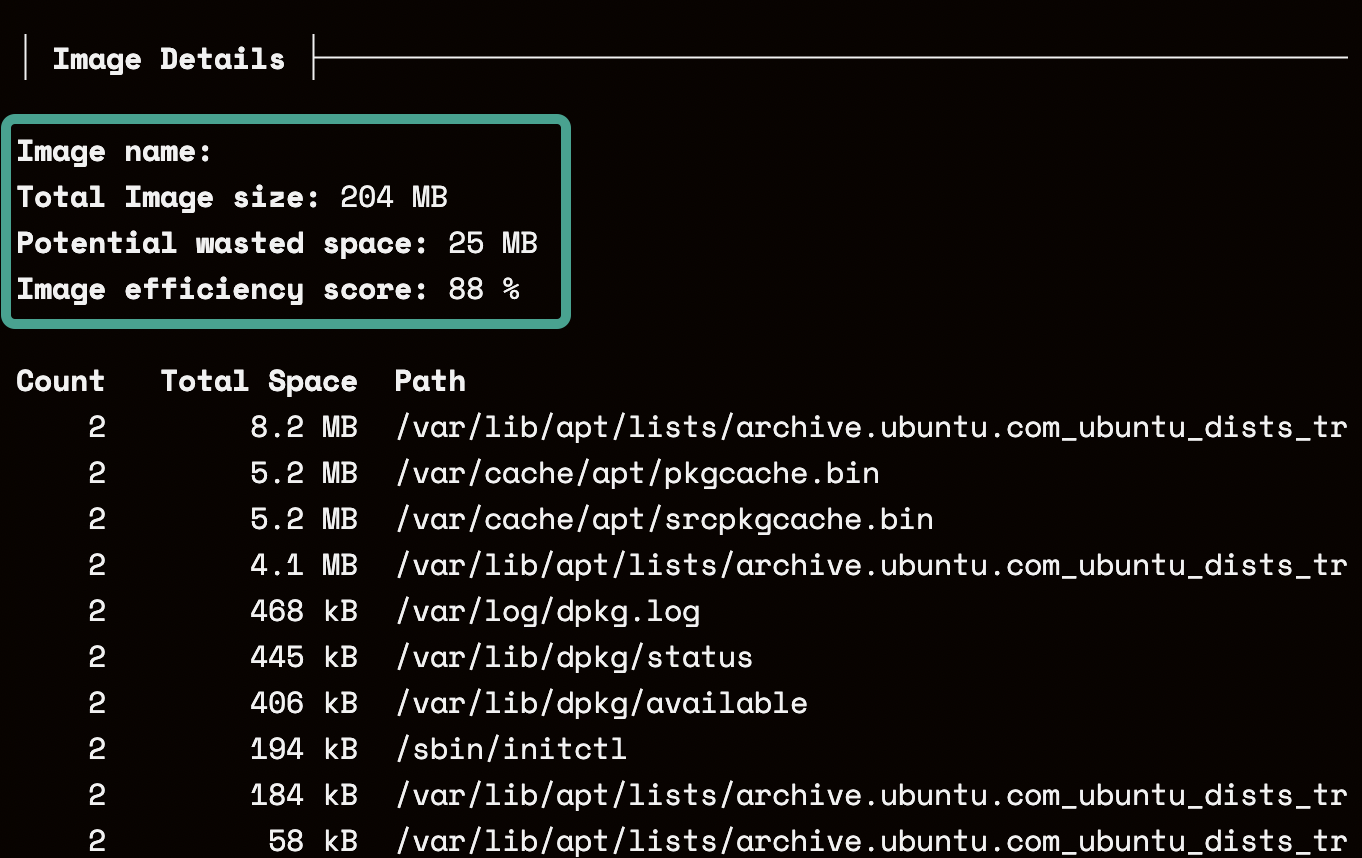 Image Details
Image name:
Total Image size: 204 MB
Potential wasted space: 25 MB
Image efficiency score: 88 %
Count Total Space Path
2 8.2 MB /var/lib/apt/lists/archive.ubuntu.com_ubuntu_dists_tr
2 5.2 MB /var/cache/apt/pkgcache.bin
2 5.2 MB /var/cache/apt/srcpkgcache.bin
2 4.1 MB /var/lib/apt/lists/archive.ubuntu.com_ubuntu_dists_tr
2 468 kB /var/log/dpkg.log
2 445 kB /var/lib/dpkg/status
2 406 kB /var/lib/dpkg/available
2 194 kB /sbin/initctl
2 184 kB /var/lib/apt/lists/archive.ubuntu.com_ubuntu_dists_tr
2 58 kB /var/lib/apt/lists/archive.ubuntu.com_ubuntu_dists_tr